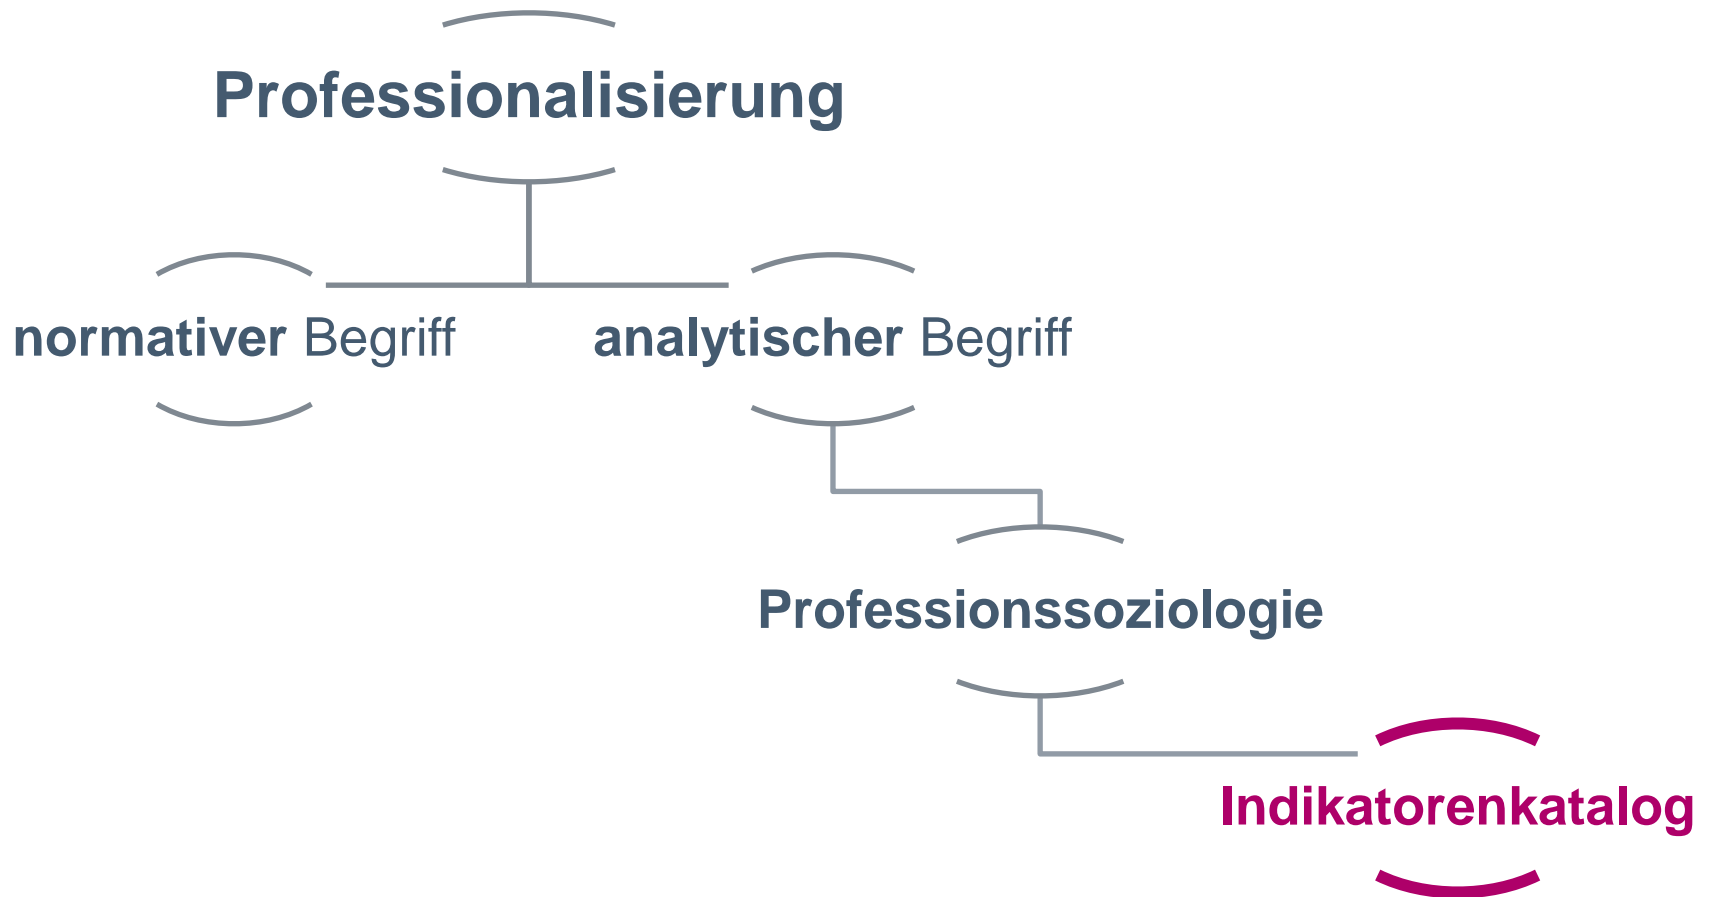 Professionalisierung
normativer Begriff
analytischer Begriff
Professionssoziologie
Indikatorenkatalog